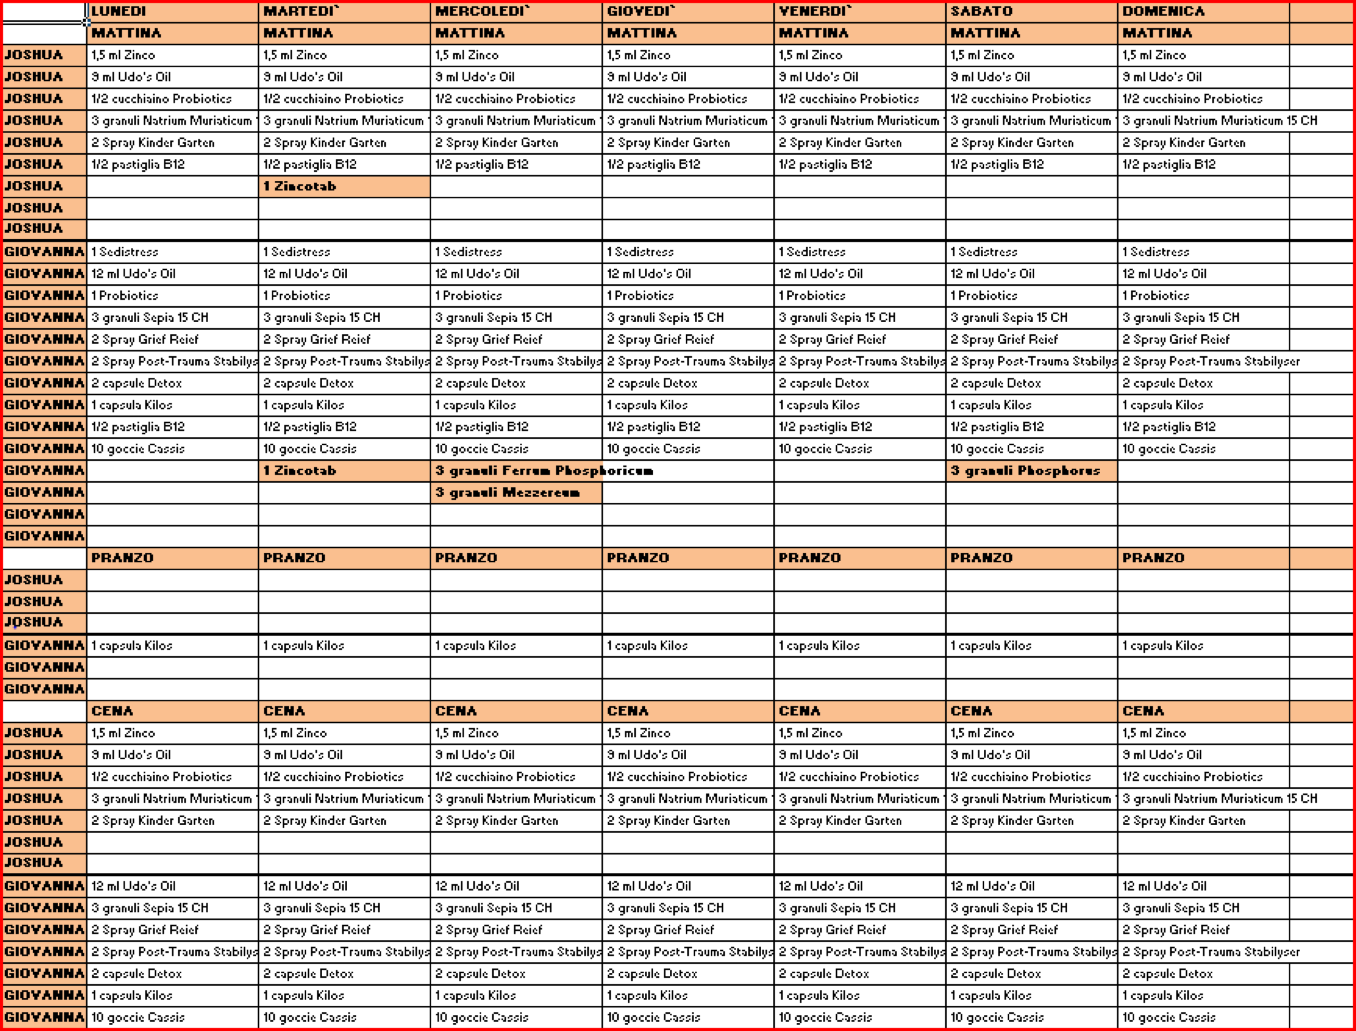 LUNEDI MARTEDI` MERCOLEDI` GIOVEDI` VENERDI` SABATO DOMENICA
MATTINA MATTINA MATTINA MATTINA MATTINA MATTINA MATTINA
JOSHUA 1,5 ml Zinco 1,5 ml Zinco 1,5 ml Zinco 1,5 ml Zinco 1,5 ml Zinco 1,5 ml Zinco 1,5 ml Zinco
JOSHUA 9 ml Udo's Oil 9 ml Udo's Oil 9 ml Udo's Oil 9 ml Udo's Oil 9 ml Udo's Oil 9 ml Udo's Oil 9 ml Udo's Oil
JOSHUA 1/2 cucchiaino Probiotics 1/2 cucchiaino Probiotics 1/2 cucchiaino Probiotics 1/2 cucchiaino Probiotics 1/2 cucchiaino Probiotics 1/2 cucchiaino Probiotics 1/2 cucchiaino Probiotics
JOSHUA 3 granuli Natrium Muriaticum 3 granuli Natrium Muriaticum 3 granuli Natrium Muriaticum 3 granuli Natrium Muriaticum 3 granuli Natrium Muriaticum 3 granuli Natrium Muriaticum 3 granuli Natrium Muriaticum 15 CH
JOSHUA 2 Spray Kinder Garten 2 Spray Kinder Garten 2 Spray Kinder Garten 2 Spray Kinder Garten 2 Spray Kinder Garten 2 Spray Kinder Garten 2 Spray Kinder Garten
JOSHUA 1/2 pastiglia B12 1/2 pastiglia B12 1/2 pastiglia B12 1/2 pastiglia B12 1/2 pastiglia B12 1/2 pastiglia B12 1/2 pastiglia B12
JOSHUA 1 Zincotab
JOSHUA
JOSHUA
GIOVANNA 1 Sedistress 1 Sedistress 1 Sedistress 1 Sedistress 1 Sedistress 1 Sedistress 1 Sedistress
GIOVANNA 12 ml Udo's Oil 12 ml Udo's Oil 12 ml Udo's Oil 12 ml Udo's Oil 12 ml Udo's Oil 12 ml Udo's Oil 12 ml Udo's Oil
GIOVANNA 1 Probiotics 1 Probiotics 1 Probiotics 1 Probiotics 1 Probiotics 1 Probiotics 1 Probiotics
GIOVANNA 3 granuli Sepia 15 CH 3 granuli Sepia 15 CH 3 granuli Sepia 15 CH 3 granuli Sepia 15 CH 3 granuli Sepia 15 CH 3 granuli Sepia 15 CH 3 granuli Sepia 15 CH
GIOVANNA 2 Spray Grief Reief 2 Spray Grief Reief 2 Spray Grief Reief 2 Spray Grief Reief 2 Spray Grief Reief 2 Spray Grief Reief 2 Spray Grief Reief
GIOVANNA 2 Spray Post-Trauma Stabilys 2 Spray Post-Trauma Stabilys 2 Spray Post-Trauma Stabilys 2 Spray Post-Trauma Stabilys 2 Spray Post-Trauma Stabilys 2 Spray Post-Trauma Stabilys 2 Spray Post-Trauma Stabilyser
GIOVANNA 2 capsule Detox 2 capsule Detox 2 capsule Detox 2 capsule Detox 2 capsule Detox 2 capsule Detox 2 capsule Detox
GIOVANNA 1 capsula Kilos 1 capsula Kilos 1 capsula Kilos 1 capsula Kilos 1 capsula Kilos 1 capsula Kilos 1 capsula Kilos
GIOVANNA 1/2 pastiglia B12 1/2 pastiglia B12 1/2 pastiglia B12 1/2 pastiglia B12 1/2 pastiglia B12 1/2 pastiglia B12 1/2 pastiglia B12
GIOVANNA 10 goccie Cassis 10 goccie Cassis 10 goccie Cassis 10 goccie Cassis 10 goccie Cassis 10 goccie Cassis 10 goccie Cassis
GIOVANNA 1 Zincotab 3 granuli Ferrum Phosphoricum 3 granuli Phosphorus
GIOVANNA 3 granuli Mezzereum
GIOVANNA
GIOVANNA
PRANZO PRANZO PRANZO PRANZO PRANZO PRANZO PRANZO
JOSHUA
JOSHUA
JOSHUA
GIOVANNA 1 capsula Kilos 1 capsula Kilos 1 capsula Kilos 1 capsula Kilos 1 capsula Kilos 1 capsula Kilos 1 capsula Kilos
GIOVANNA
GIOVANNA
CENA CENA CENA CENA CENA CENA CENA
JOSHUA 1,5 ml Zinco 1,5 ml Zinco 1,5 ml Zinco 1,5 ml Zinco 1,5 ml Zinco 1,5 ml Zinco 1,5 ml Zinco
JOSHUA 9 ml Udo's Oil 9 ml Udo's Oil 9 ml Udo's Oil 9 ml Udo's Oil 9 ml Udo's Oil 9 ml Udo's Oil 9 ml Udo's Oil
JOSHUA 1/2 cucchiaino Probiotics 1/2 cucchiaino Probiotics 1/2 cucchiaino Probiotics 1/2 cucchiaino Probiotics 1/2 cucchiaino Probiotics 1/2 cucchiaino Probiotics 1/2 cucchiaino Probiotics
JOSHUA 3 granuli Natrium Muriaticum 3 granuli Natrium Muriaticum 3 granuli Natrium Muriaticum 3 granuli Natrium Muriaticum 3 granuli Natrium Muriaticum 3 granuli Natrium Muriaticum 3 granuli Natrium Muriaticum 15 CH
JOSHUA 2 Spray Kinder Garten 2 Spray Kinder Garten 2 Spray Kinder Garten 2 Spray Kinder Garten 2 Spray Kinder Garten 2 Spray Kinder Garten 2 Spray Kinder Garten
JOSHUA
JOSHUA
GIOVANNA 12 ml Udo's Oil 12 ml Udo's Oil 12 ml Udo's Oil 12 ml Udo's Oil 12 ml Udo's Oil 12 ml Udo's Oil 12 ml Udo's Oil
GIOVANNA 3 granuli Sepia 15 CH 3 granuli Sepia 15 CH 3 granuli Sepia 15 CH 3 granuli Sepia 15 CH 3 granuli Sepia 15 CH 3 granuli Sepia 15 CH 3 granuli Sepia 15 CH
GIOVANNA 2 Spray Grief Reief 2 Spray Grief Reief 2 Spray Grief Reief 2 Spray Grief Reief 2 Spray Grief Reief 2 Spray Grief Reief 2 Spray Grief Reief
GIOVANNA 2 Spray Post-Trauma Stabilys 2 Spray Post-Trauma Stabilys 2 Spray Post-Trauma Stabilys 2 Spray Post-Trauma Stabilys 2 Spray Post-Trauma Stabilys 2 Spray Post-Trauma Stabilys 2 Spray Post-Trauma Stabilyser
GIOVANNA 2 capsule Detox 2 capsule Detox 2 capsule Detox 2 capsule Detox 2 capsule Detox 2 capsule Detox 2 capsule Detox
GIOVANNA 1 capsula Kilos 1 capsula Kilos 1 capsula Kilos 1 capsula Kilos 1 capsula Kilos 1 capsula Kilos 1 capsula Kilos
GIOVANNA 10 goccie Cassis 10 goccie Cassis 10 goccie Cassis 10 goccie Cassis 10 goccie Cassis 10 goccie Cassis 10 goccie Cassis